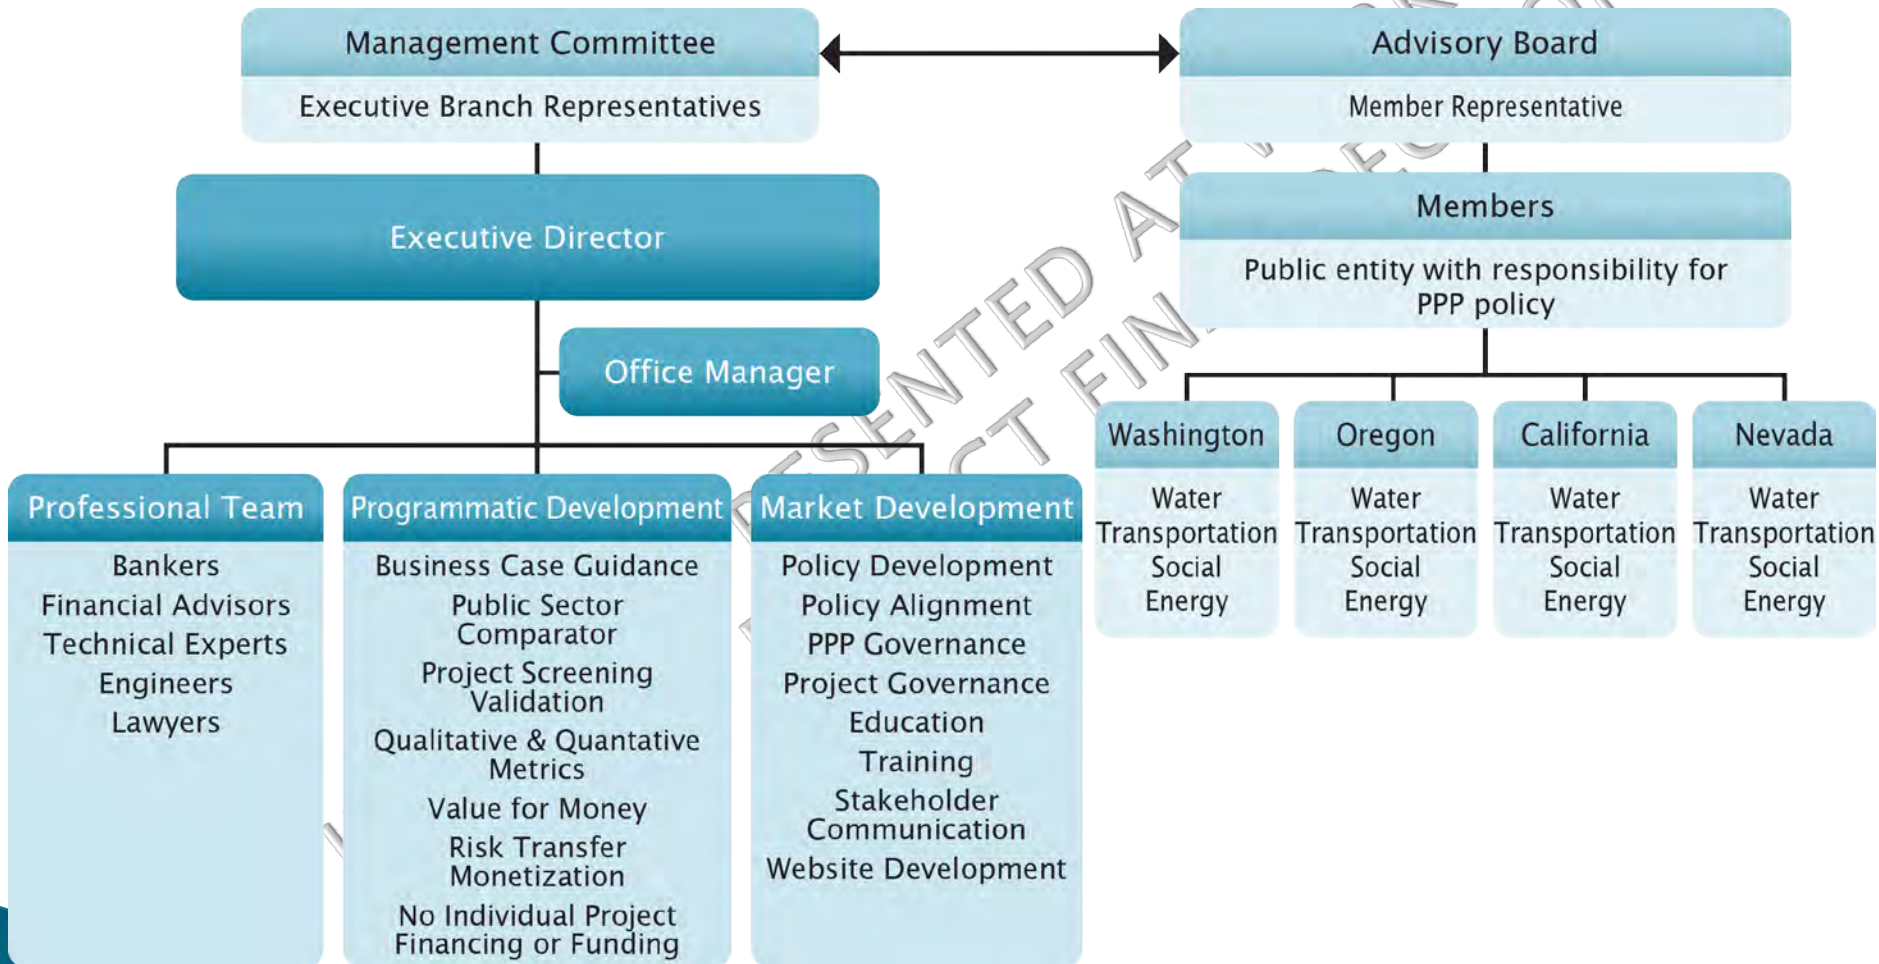 Management Committee
Executive Branch Representatives
Advisory Board
Member Representative
Executive Director
Members
Public entity with responsibility for
PPP policy
Office Manager
Washington
Water
Transportation
Social
Energy
Oregon
Water
Transportation
Social
Energy
California
Water
Transportation
Social
Energy
Nevada
Water
Transportation
Social
Energy
Professional Team
Bankers
Financial Advisors
Technical Experts
Engineers
Lawyers
Programmatic Development
Business Case Guidance
Public Sector
Comparator
Project Screening
Validation
Qualitative & Quantative
Metrics
Value for Money
Risk Transfer
Monetization
No Individual Project
Financing or Funding
Market Development
Policy Development
Policy Alignment
PPP Governance
Project Governance
Education
Training
Stakeholder
Communication
Website Development